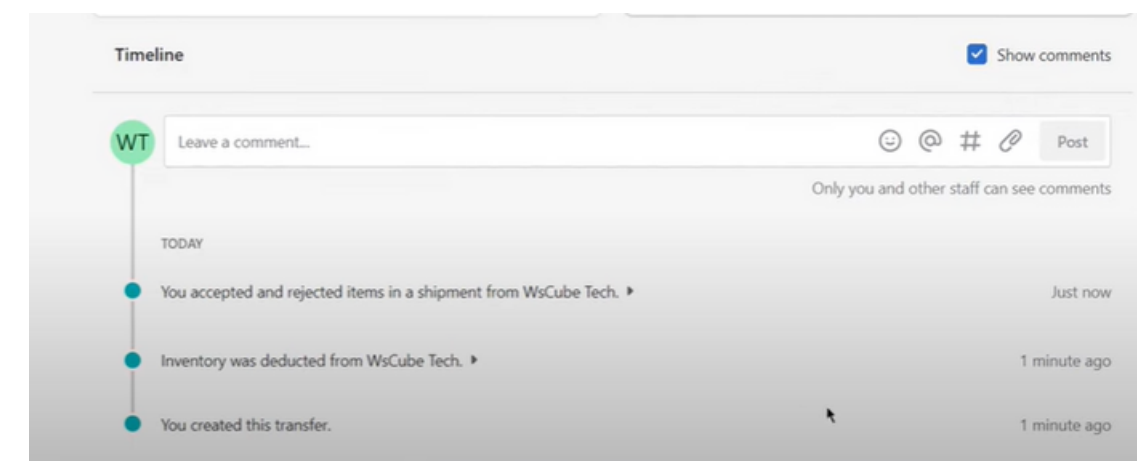 Timeline
Show comments
WT
Leave a comment...
Post
Only you and other staff can see comments
TODAY
You accepted and rejected items in a shipment from WsCube Tech.
Just now
Inventory was deducted from WsCube Tech.
1 minute ago
You created this transfer.
1 minute ago